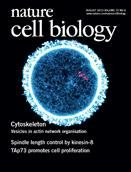 nature
cell biology
Cytoskeleton
Vesicles in actin network organisation
Spindle length control by kinesin-8
TAp73 promotes cell proliferation